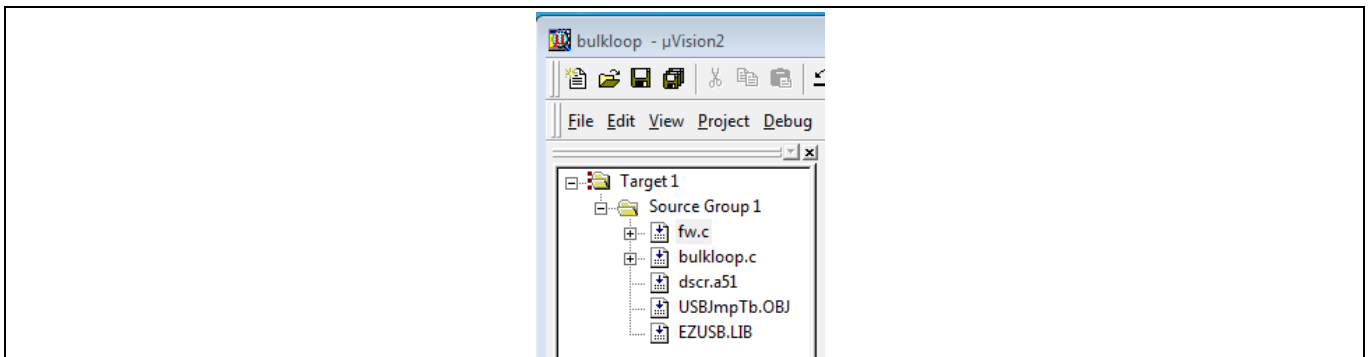 bulkloop - µVision2
File Edit View Project Debug
Target 1
Source Group 1
fw.c
bulkloop.c
dscr.a51
USBJmpTb.OBJ
EZUSB.LIB